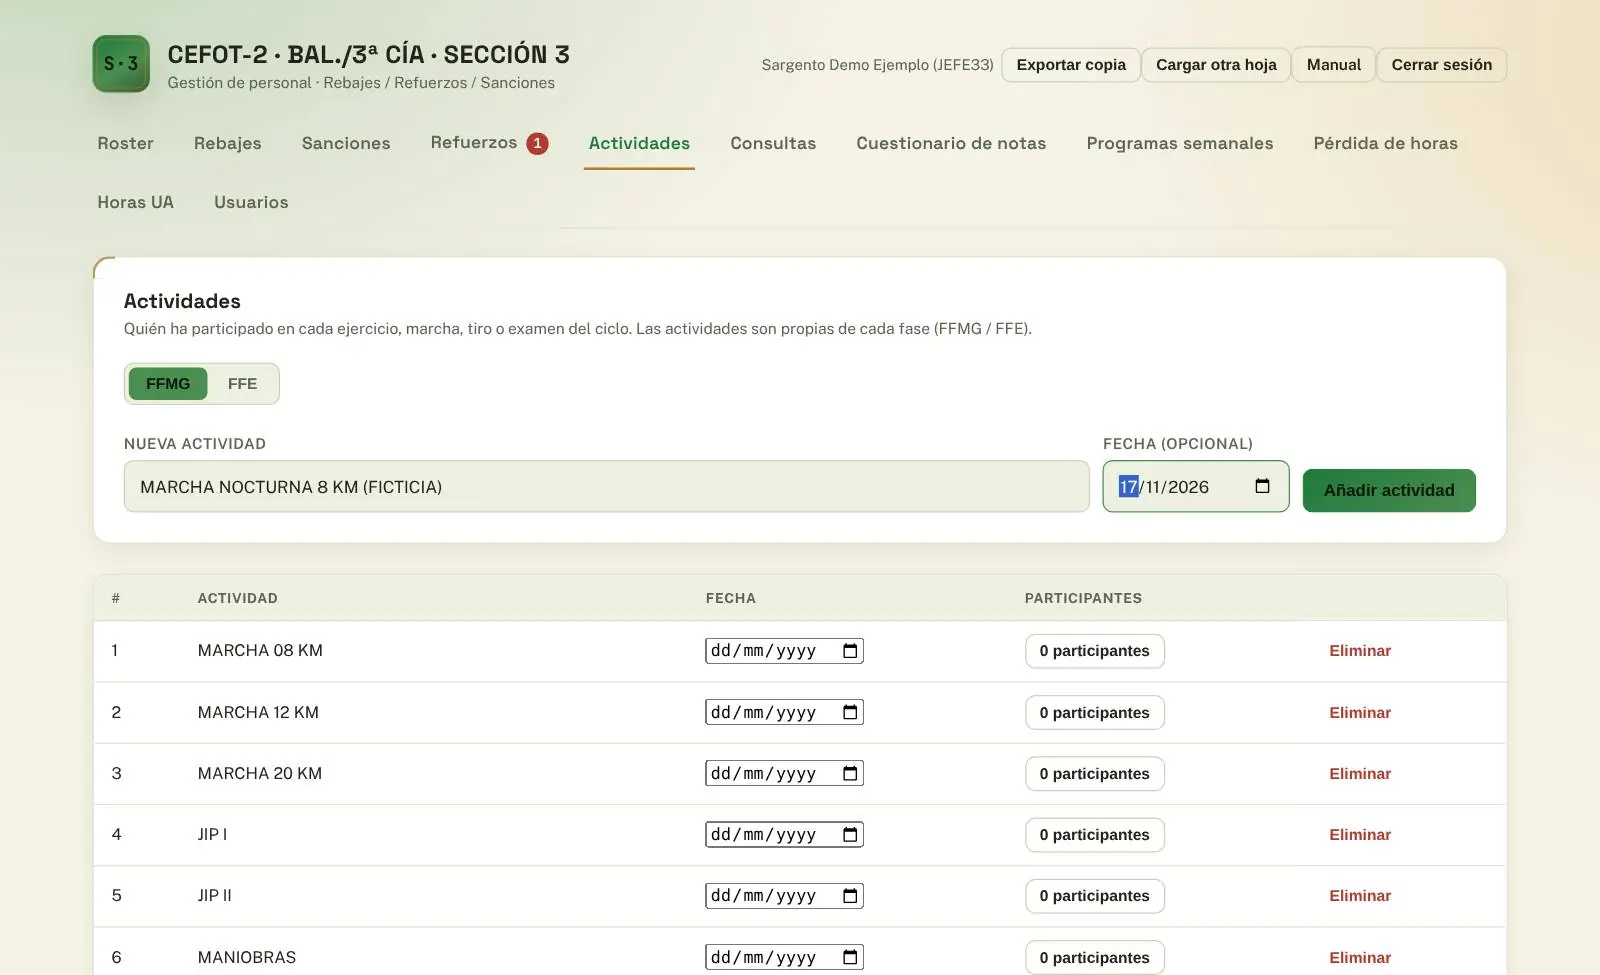 S·3
CEFOT-2 · BAL./3ª CÍA · SECCIÓN 3
Gestión de personal · Rebajes / Refuerzos / Sanciones
Sargento Demo Ejemplo (JEFE33)
Exportar copia
Cargar otra hoja
Manual
Cerrar sesión
Roster
Rebajes
Sanciones
Refuerzos 1
Actividades
Consultas
Cuestionario de notas
Programas semanales
Pérdida de horas
Horas UA
Usuarios
Actividades
Quién ha participado en cada ejercicio, marcha, tiro o examen del ciclo. Las actividades son propias de cada fase (FFMG / FFE).
FFMG
FFE
NUEVA ACTIVIDAD
FECHA (OPCIONAL)
MARCHA NOCTURNA 8 KM (FICTICIA)
17/11/2026
Añadir actividad
# ACTIVIDAD FECHA PARTICIPANTES
1 MARCHA 08 KM dd/mm/yyyy 0 participantes Eliminar
2 MARCHA 12 KM dd/mm/yyyy 0 participantes Eliminar
3 MARCHA 20 KM dd/mm/yyyy 0 participantes Eliminar
4 JIP I dd/mm/yyyy 0 participantes Eliminar
5 JIP II dd/mm/yyyy 0 participantes Eliminar
6 MANIOBRAS dd/mm/yyyy 0 participantes Eliminar